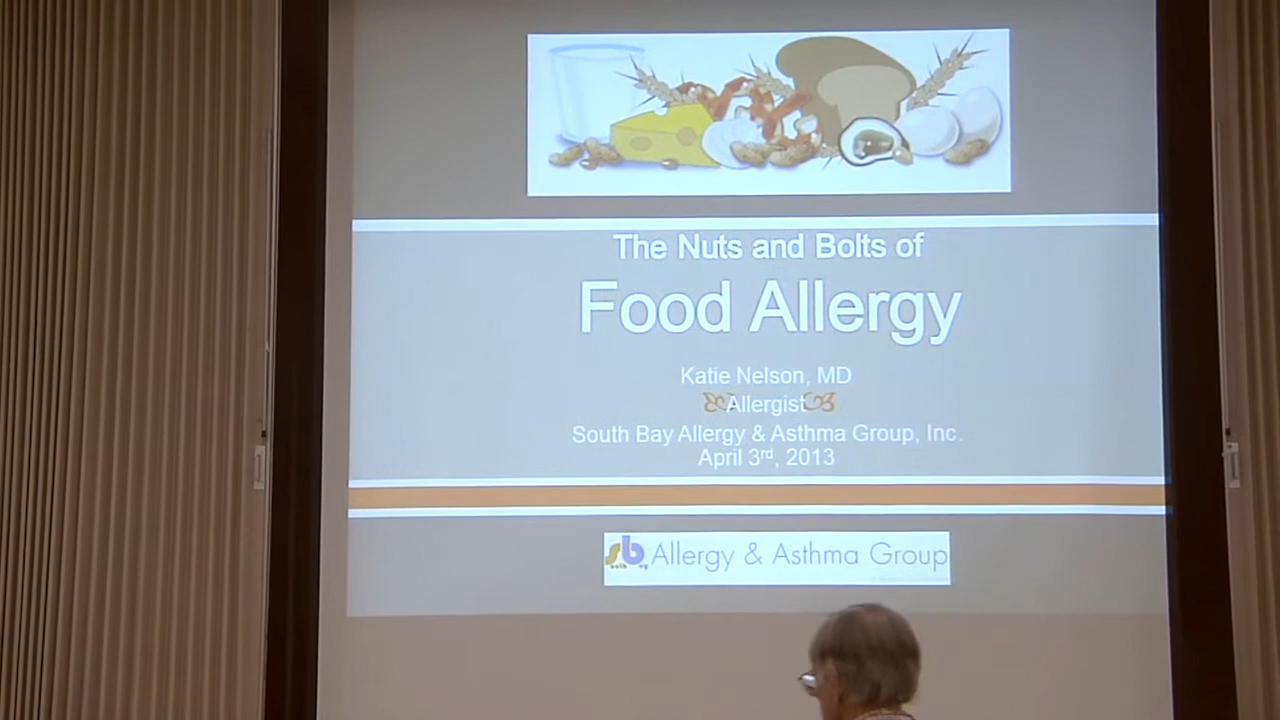 The Nuts and Bolts of
Food Allergy
Katie Nelson, MD
Allergist
South Bay Allergy & Asthma Group, Inc.
April 3rd, 2013
sb Allergy & Asthma Group